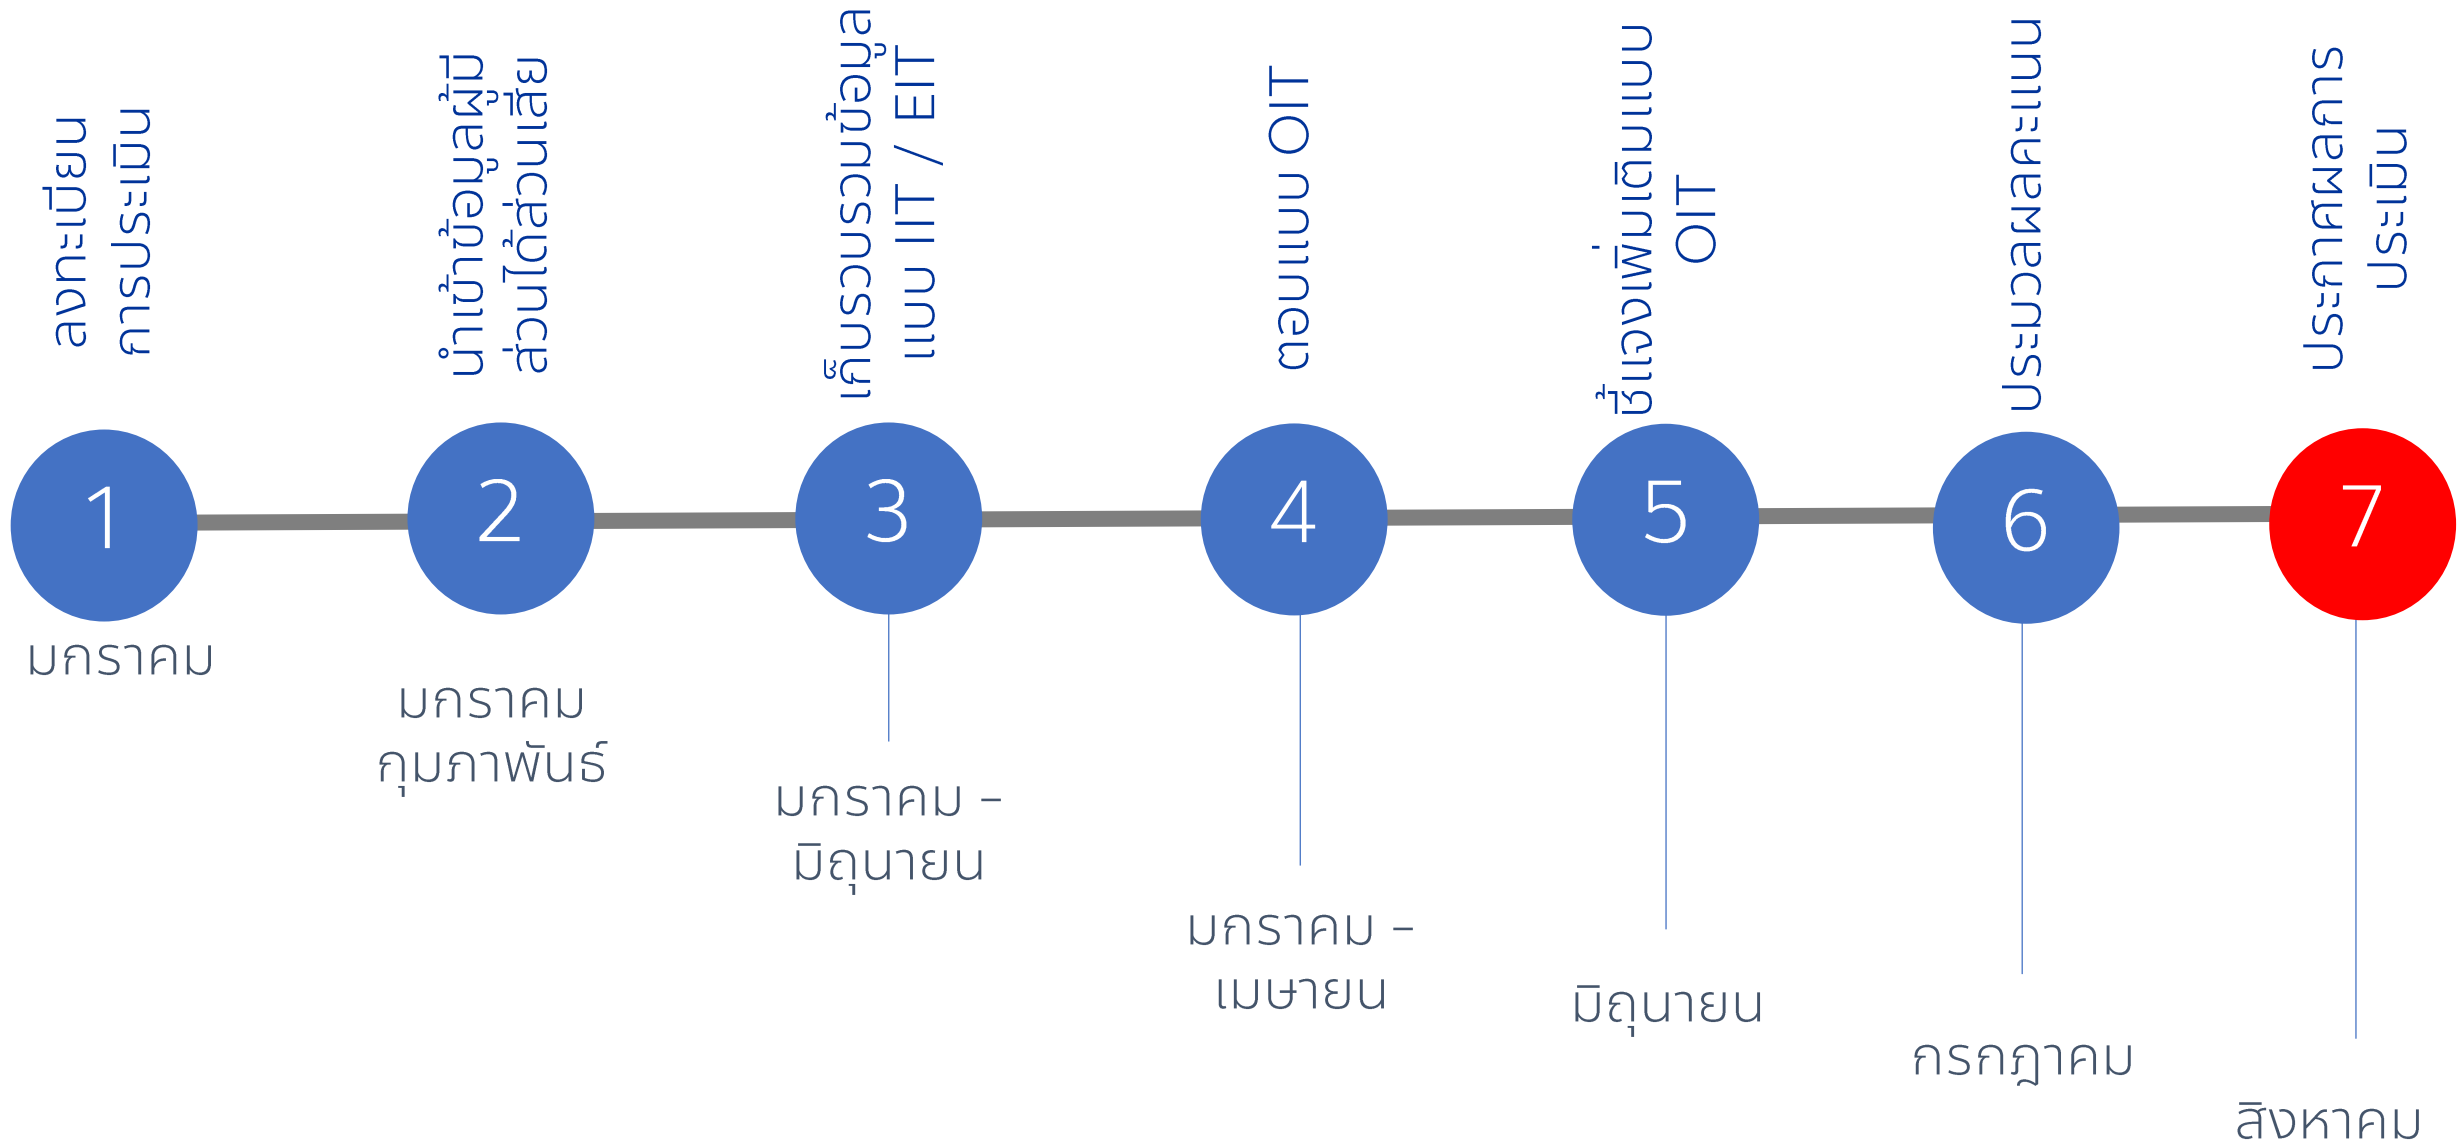 ลงทะเบียน
การประเมิน
นำเข้าข้อมูลผู้มี
ส่วนได้ส่วนเสีย
เก็บรวบรวมข้อมูล
แบบ IIT / EIT
ตอบแบบ OIT
ชี้แจงเพิ่มเติมแบบ
OIT
ประมวลผลคะแนน
ประกาศผลการ
ประเมิน
1
2
3
4
5
6
7
มกราคม
มกราคม
กุมภาพันธ์
มกราคม –
มิถุนายน
มกราคม –
เมษายน
มิถุนายน
กรกฎาคม
สิงหาคม